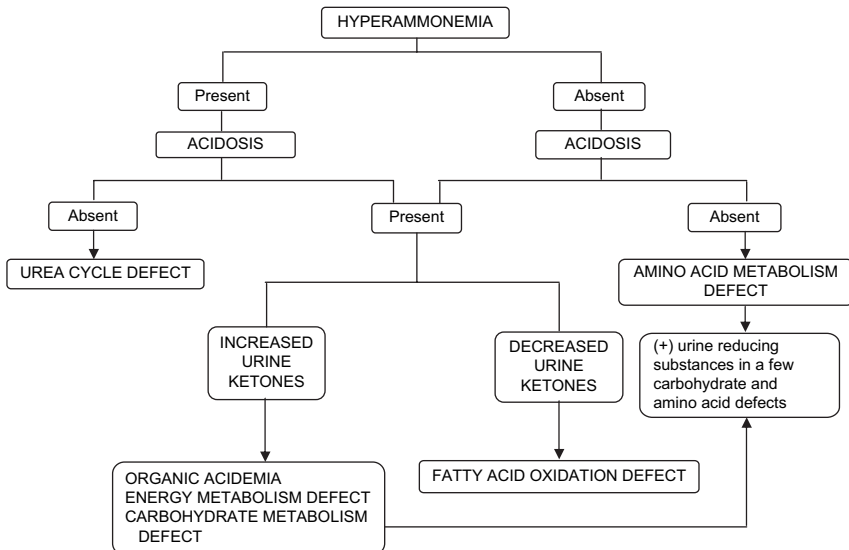 HYPERAMMONEMIA
Present
Absent
ACIDOSIS
ACIDOSIS
Absent
Present
Absent
UREA CYCLE DEFECT
AMINO ACID METABOLISM
DEFECT
INCREASED
URINE
KETONES
DECREASED
URINE
KETONES
(+) urine reducing
substances in a few
carbohydrate and
amino acid defects
ORGANIC ACIDEMIA
ENERGY METABOLISM DEFECT
CARBOHYDRATE METABOLISM
DEFECT
FATTY ACID OXIDATION DEFECT